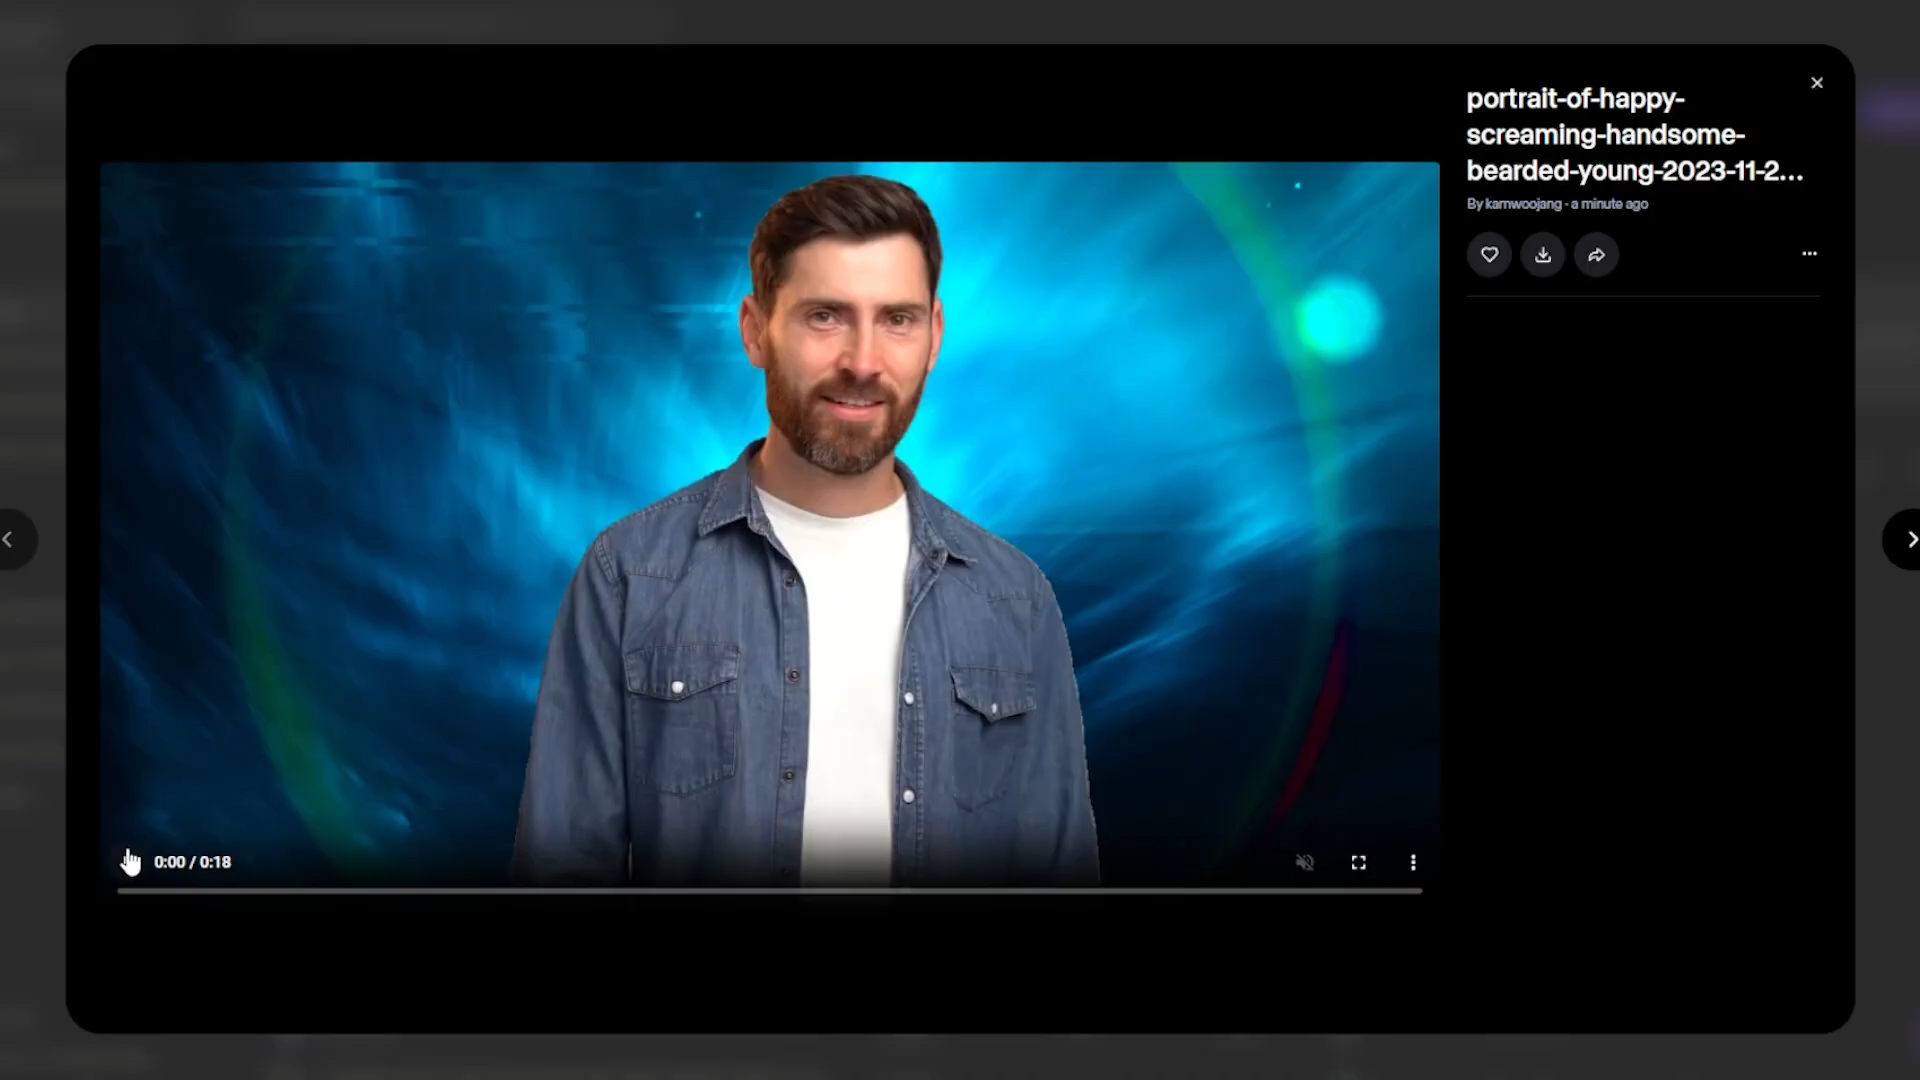 portrait-of-happy-
screaming-handsome-
bearded-young-2023-11-2...
By kamwoojang - a minute ago
0:00 / 0:18